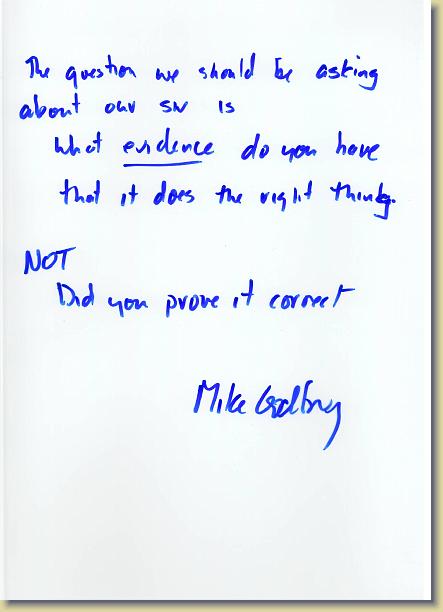 The question we should be asking
about our SW is
What evidence do you have
that it does the right thing.
NOT
Did you prove it correct
Mike